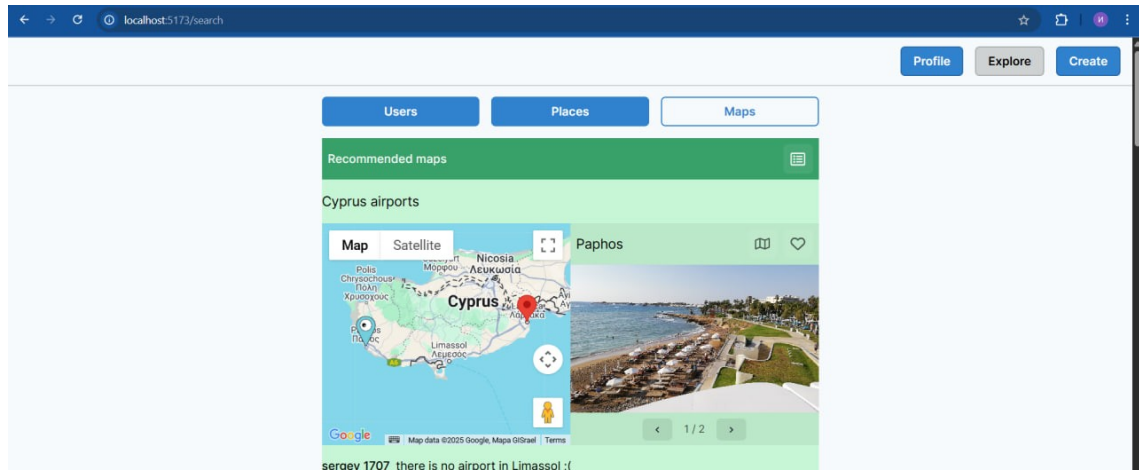 localhost:5173/search
И
Profile
Explore
Create
Users
Places
Maps
Recommended maps
Cyprus airports
Map
Satellite
Paphos
Nicosia
Μόρφου
Λευκωσία
Polis
Chrysochous
Πόλη
Χρυσοχούς
Cyprus
Limassol
Λεμεσός
Google
Map data ©2025 Google, Mapa GISrael
Terms
1 / 2
sergey 1707 there is no airport in Limassol :(